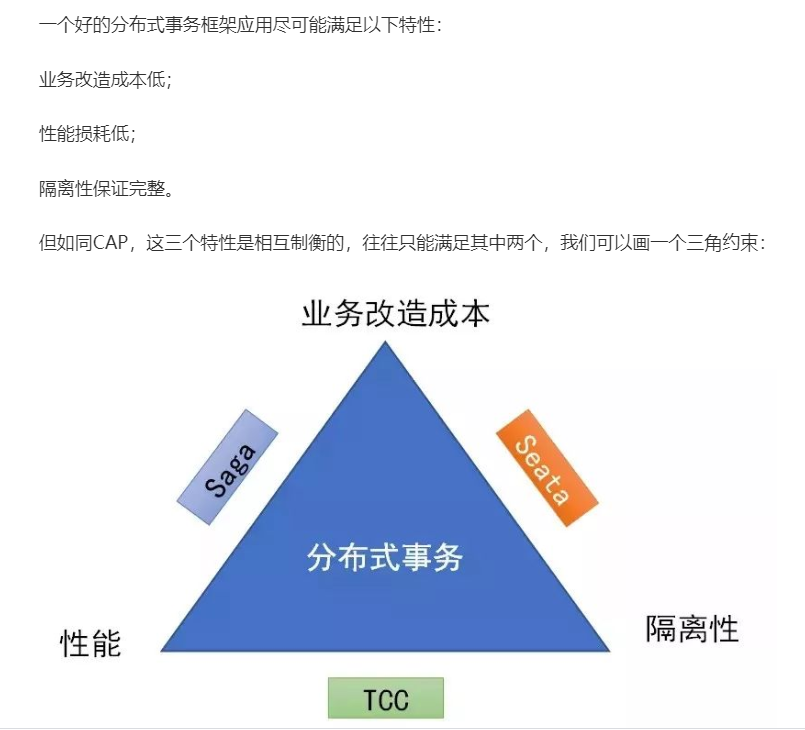 一个好的分布式事务框架应用尽可能满足以下特性：
业务改造成本低；
性能损耗低；
隔离性保证完整。
但如同CAP，这三个特性是相互制衡的，往往只能满足其中两个，我们可以画一个三角约束：
业务改造成本
Saga
Seata
分布式事务
性能
隔离性
TCC